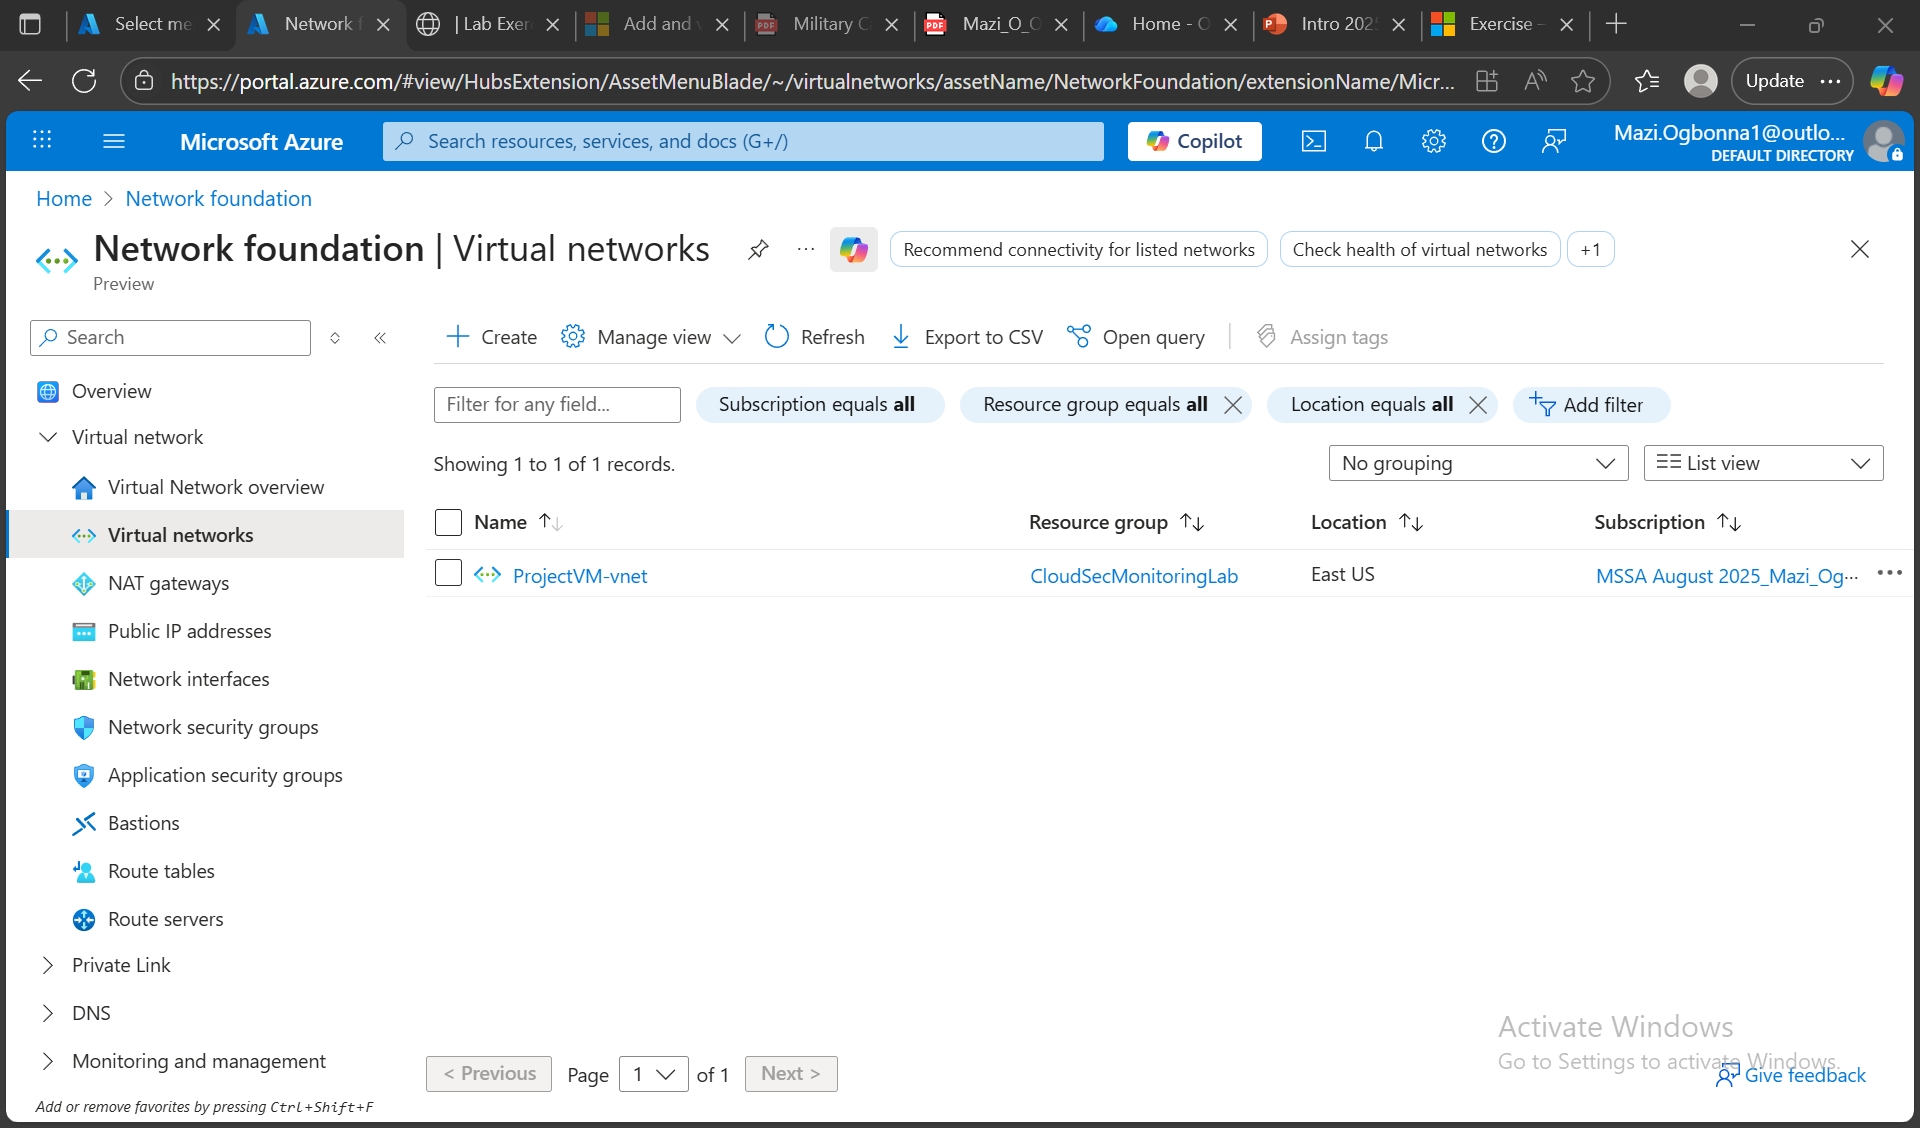 Select me
Network f
| Lab Exer
Add and v
Military C
Mazi_O_O
Home - O
Intro 202
Exercise -
https://portal.azure.com/#view/HubsExtension/AssetMenuBlade/~/virtualnetworks/assetName/NetworkFoundation/extensionName/Micr...
Update
Microsoft Azure
Search resources, services, and docs (G+/)
Copilot
Mazi.Ogbonna1@outlo...
DEFAULT DIRECTORY
Home > Network foundation
Network foundation | Virtual networks
Preview
Recommend connectivity for listed networks
Check health of virtual networks
+1
Search
Create
Manage view
Refresh
Export to CSV
Open query
Assign tags
Overview
Virtual network
Virtual Network overview
Virtual networks
NAT gateways
Public IP addresses
Network interfaces
Network security groups
Application security groups
Bastions
Route tables
Route servers
Private Link
DNS
Monitoring and management
Add or remove favorites by pressing Ctrl+Shift+F
Filter for any field...
Subscription equals all
Resource group equals all
Location equals all
Add filter
Showing 1 to 1 of 1 records.
No grouping
List view
Name
Resource group
Location
Subscription
ProjectVM-vnet
CloudSecMonitoringLab
East US
MSSA August 2025_Mazi_Og...
< Previous
Page
1
of 1
Next >
Activate Windows
Go to Settings to activate Windows.
Give feedback